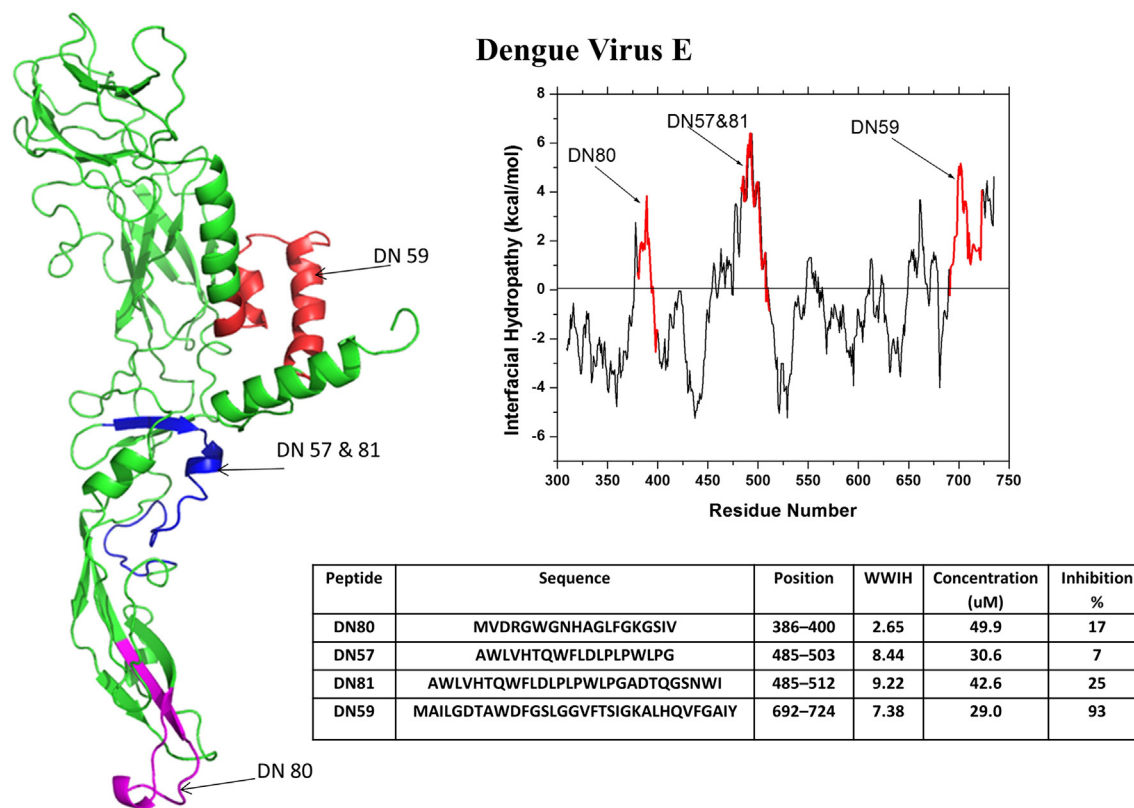 Dengue Virus E
DN 59
DN 57 & 81
DN 80
Interfacial Hydropathy (kcal/mol)
8
6
4
2
0
-2
-4
-6
DN80
DN57&81
DN59
300 350 400 450 500 550 600 650 700 750
Residue Number
Peptide Sequence Position WWIH Concentration (uM) Inhibition %
DN80 MVDRGWGNHAGLFGKGSIV 386–400 2.65 49.9 17
DN57 AWLVHTQWFLDLPLPWLPG 485–503 8.44 30.6 7
DN81 AWLVHTQWFLDLPLPWLPGADTQGSNWI 485–512 9.22 42.6 25
DN59 MAILGDTAWDFGSLGGVFTSIGKALHQVFGAIY 692–724 7.38 29.0 93